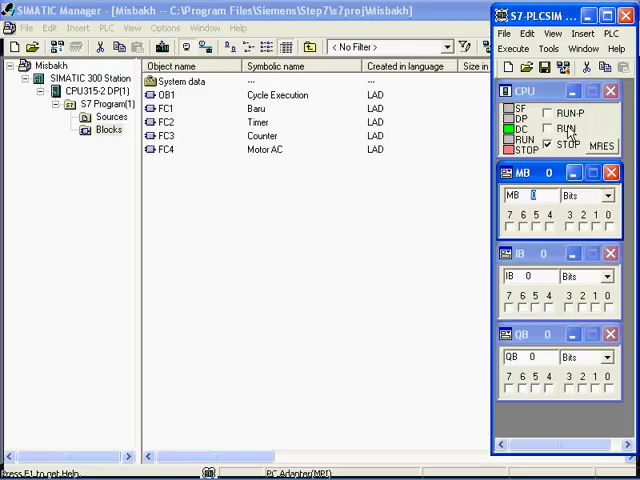 SIMATIC Manager - [Misbakh -- C:\Program Files\Siemens\Step7\s7proj\Misbakh]
File Edit Insert PLC View Options Window Help
< No Filter >
Misbakh
SIMATIC 300 Station
CPU315-2 DP(1)
S7 Program(1)
Sources
Blocks
Object name Symbolic name Created in language Size in
System data --- ---
OB1 Cycle Execution LAD
FC1 Baru LAD
FC2 Timer LAD
FC3 Counter LAD
FC4 Motor AC LAD
Press F1 to get Help. PC Adapter(MPI)
S7-PLCSIM ...
File Edit View Insert PLC
Execute Tools Window Help
CPU
SF
DP
DC
RUN
STOP
RUN-P
RUN
STOP MRES
MB 0
MB 0 Bits
7 6 5 4 3 2 1 0
IB 0
IB 0 Bits
7 6 5 4 3 2 1 0
QB 0
QB 0 Bits
7 6 5 4 3 2 1 0